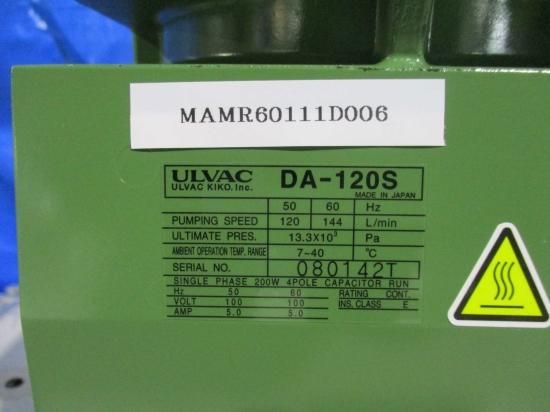 MAMR60111D006
ULVAC DA-120S
ULVAC KIKO, Inc. MADE IN JAPAN
50 60 Hz
PUMPING SPEED 120 144 L/min
ULTIMATE PRES. 13.3X10³ Pa
AMBIENT OPERATION TEMP. RANGE 7-40 °C
SERIAL NO. 080142T
SINGLE PHASE 200W 4POLE CAPACITOR RUN
Hz 50 60 RATING CONT.
VOLT 100 100 INS.CLASS E
AMP 5.0 5.0